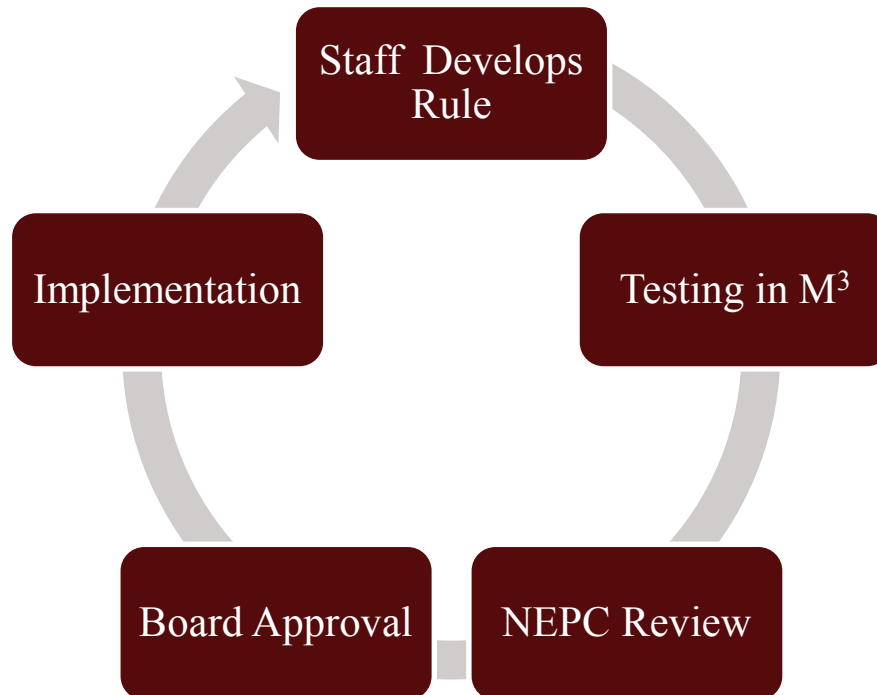 Staff Develops
Rule
Testing in M³
NEPC Review
Board Approval
Implementation